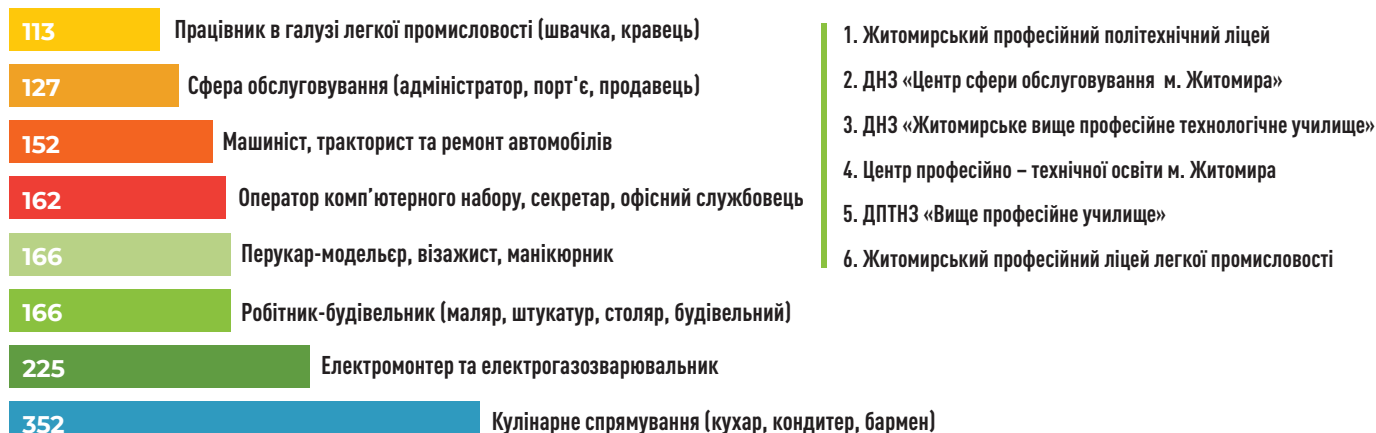 113 Працівник в галузі легкої промисловості (швачка, кравець)
127 Сфера обслуговування (адміністратор, порт'є, продавець)
152 Машиніст, тракторист та ремонт автомобілів
162 Оператор комп’ютерного набору, секретар, офісний службовець
166 Перукар-модельєр, візажист, манікюрник
166 Робітник-будівельник (маляр, штукатур, столяр, будівельний)
225 Електромонтер та електрогазозварювальник
352 Кулінарне спрямування (кухар, кондитер, бармен)
1. Житомирський професійний політехнічний ліцей
2. ДНЗ «Центр сфери обслуговування м. Житомира»
3. ДНЗ «Житомирське вище професійне технологічне училище»
4. Центр професійно – технічної освіти м. Житомира
5. ДПТНЗ «Вище професійне училище»
6. Житомирський професійний ліцей легкої промисловості